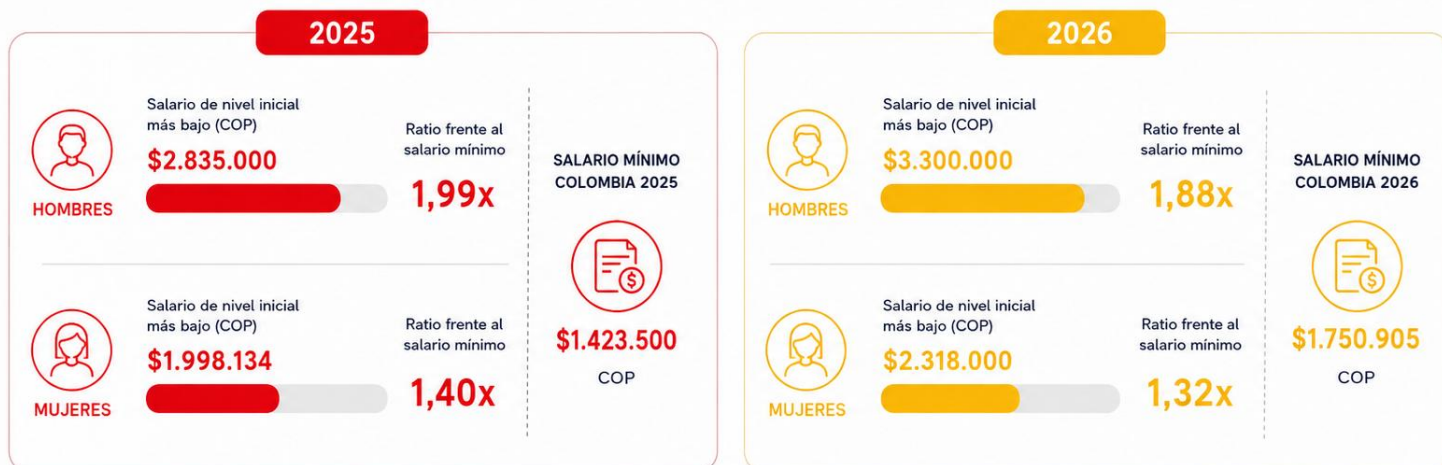 2025
Salario de nivel inicial
más bajo (COP)
$2.835.000
Ratio frente al
salario mínimo
1,99x
HOMBRES
Salario de nivel inicial
más bajo (COP)
$1.998.134
Ratio frente al
salario mínimo
1,40x
MUJERES
SALARIO MÍNIMO
COLOMBIA 2025
$
$1.423.500
COP
2026
Salario de nivel inicial
más bajo (COP)
$3.300.000
Ratio frente al
salario mínimo
1,88x
HOMBRES
Salario de nivel inicial
más bajo (COP)
$2.318.000
Ratio frente al
salario mínimo
1,32x
MUJERES
SALARIO MÍNIMO
COLOMBIA 2026
$
$1.750.905
COP